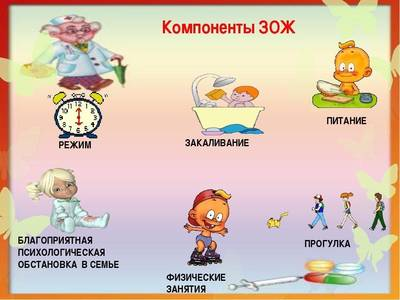 Компоненты ЗОЖ
РЕЖИМ
ЗАКАЛИВАНИЕ
ПИТАНИЕ
БЛАГОПРИЯТНАЯ
ПСИХОЛОГИЧЕСКАЯ
ОБСТАНОВКА В СЕМЬЕ
ФИЗИЧЕСКИЕ
ЗАНЯТИЯ
ПРОГУЛКА